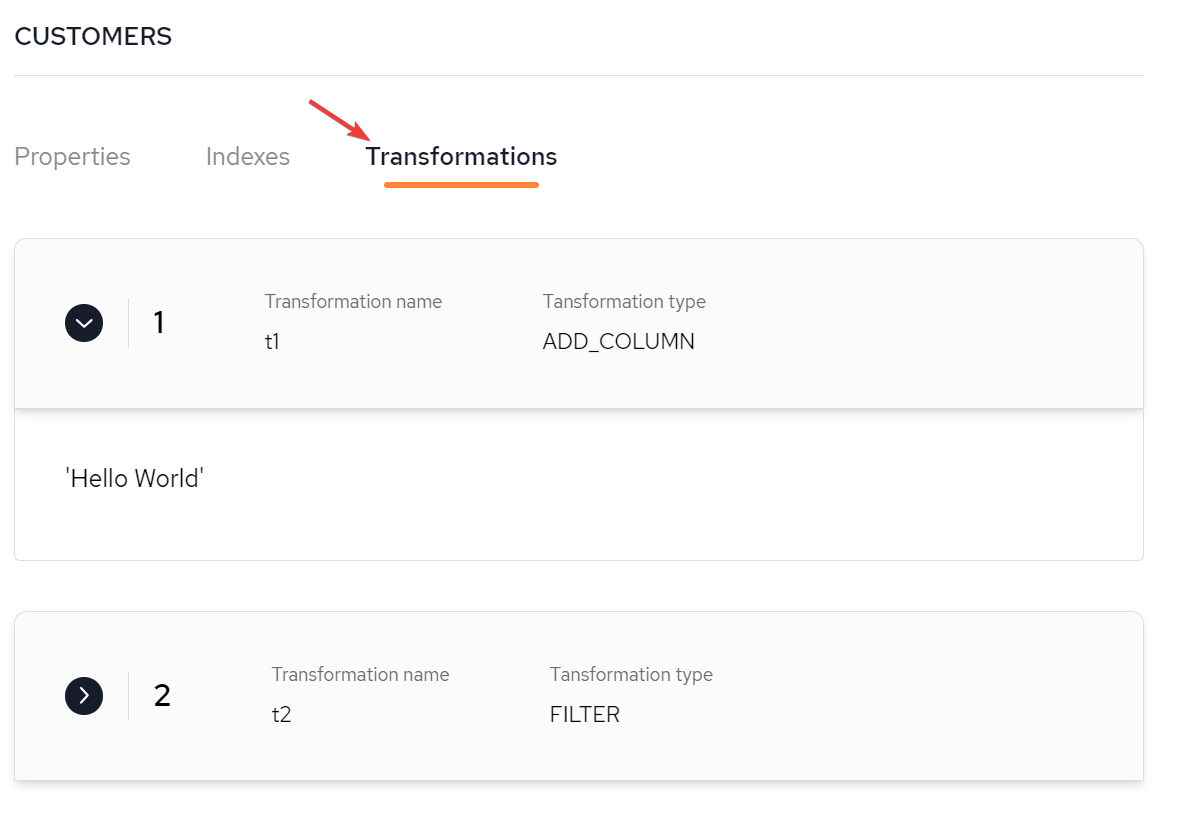 CUSTOMERS
Properties Indexes Transformations
1 Transformation name Tansformation type
t1 ADD_COLUMN
'Hello World'
2 Transformation name Tansformation type
t2 FILTER